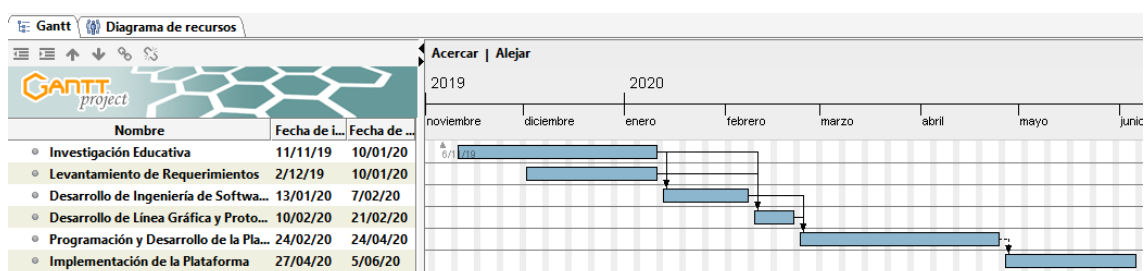 Gantt Diagrama de recursos
Acercar | Alejar
GANTT
project
2019 2020
noviembre diciembre enero febrero marzo abril mayo junio
Nombre Fecha de i... Fecha de ...
Investigación Educativa 11/11/19 10/01/20
Levantamiento de Requerimientos 2/12/19 10/01/20
Desarrollo de Ingeniería de Softwa... 13/01/20 7/02/20
Desarrollo de Línea Gráfica y Proto... 10/02/20 21/02/20
Programación y Desarrollo de la Pla... 24/02/20 24/04/20
Implementación de la Plataforma 27/04/20 5/06/20